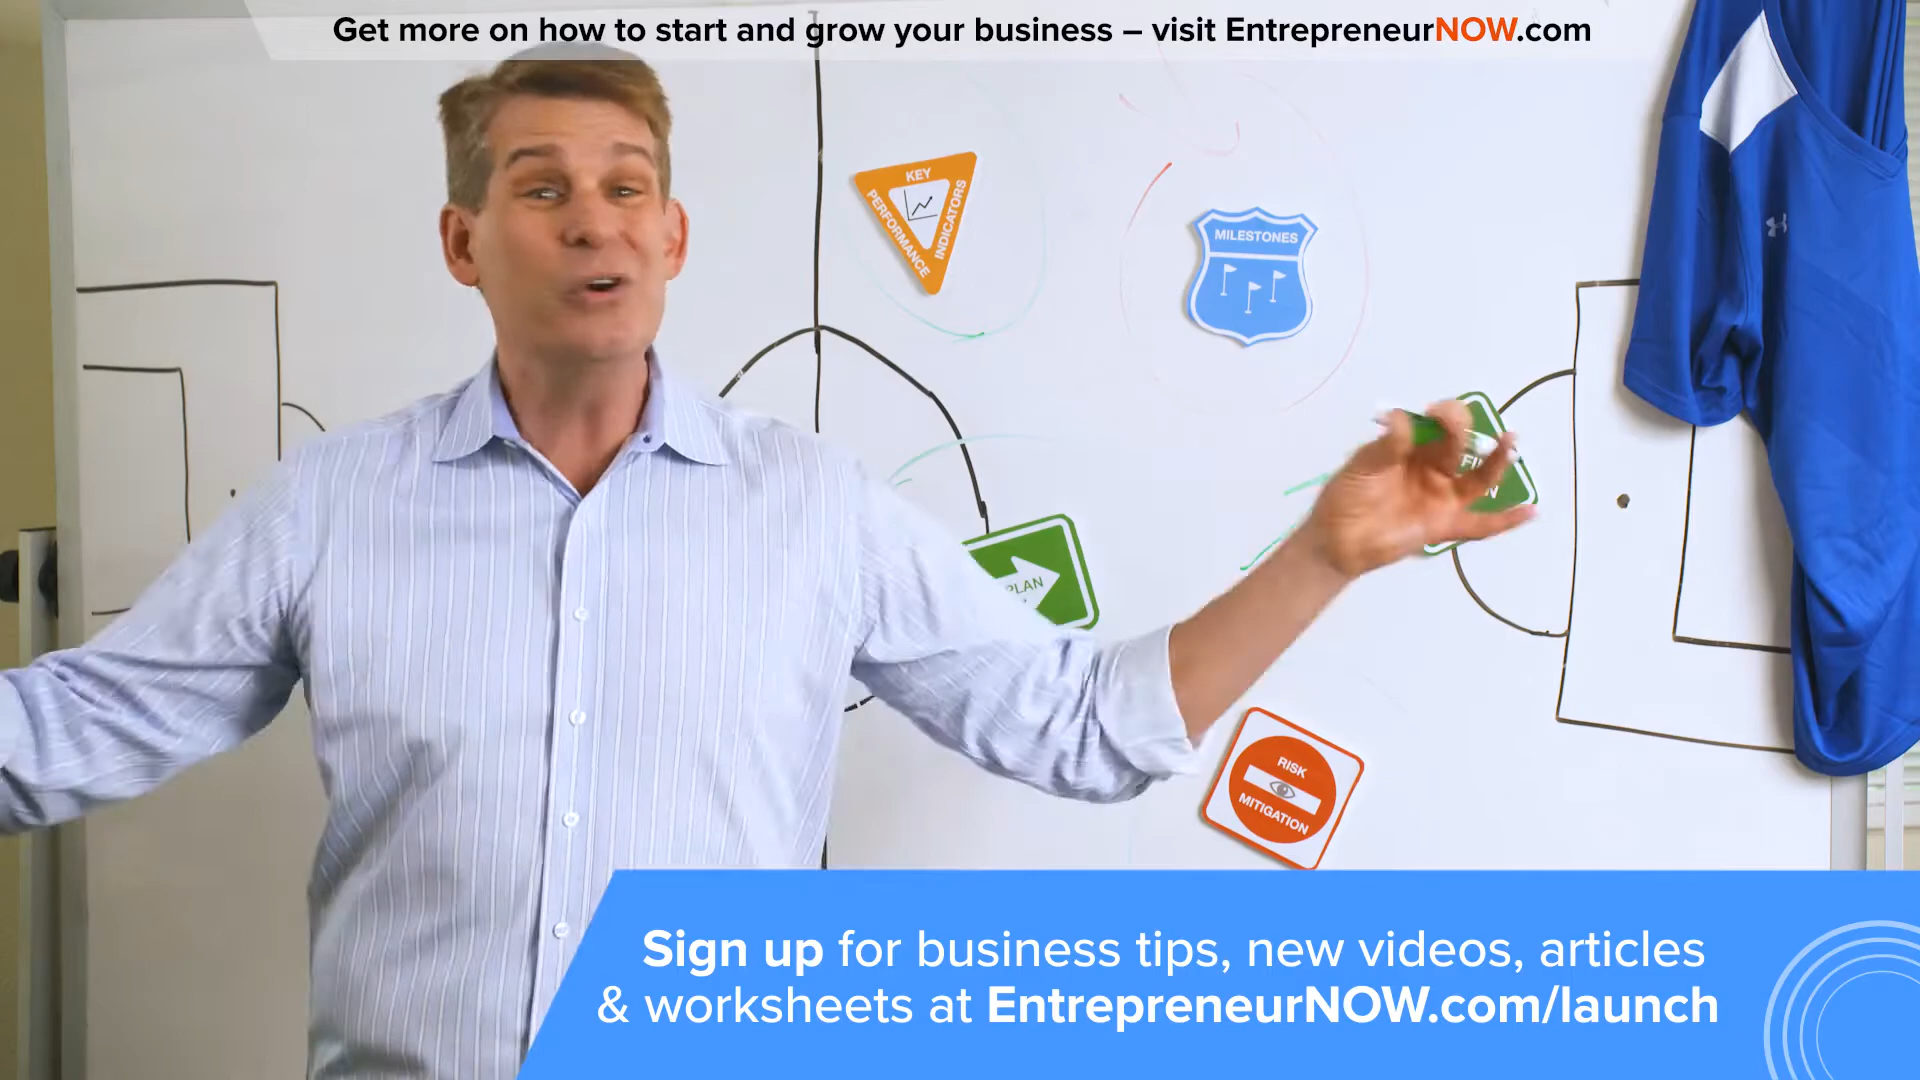 Get more on how to start and grow your business – visit EntrepreneurNOW.com
KEY
PERFORMANCE
INDICATORS
MILESTONES
PLAN
RISK
MITIGATION
Sign up for business tips, new videos, articles
& worksheets at EntrepreneurNOW.com/launch